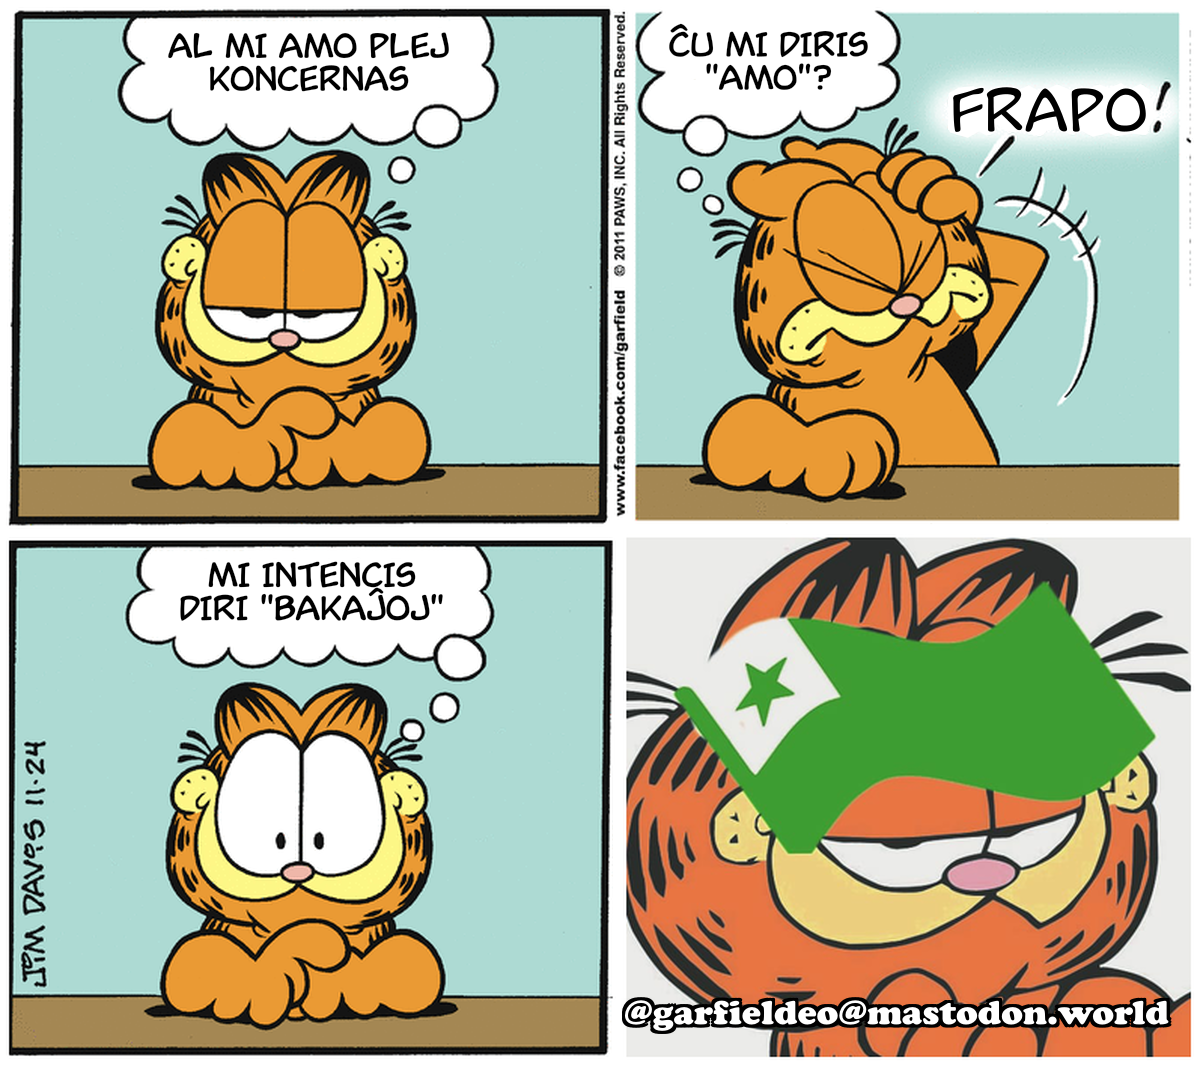 AL MI AMO PLEJ
KONCERNAS
ĈU MI DIRIS
"AMO"?
FRAPO!
www.facebook.com/garfield © 2011 PAWS, INC. All Rights Reserved.
MI INTENCIS
DIRI "BAKAĴOJ"
JIM DAVIS 11·24
@garfieldeo@mastodon.world